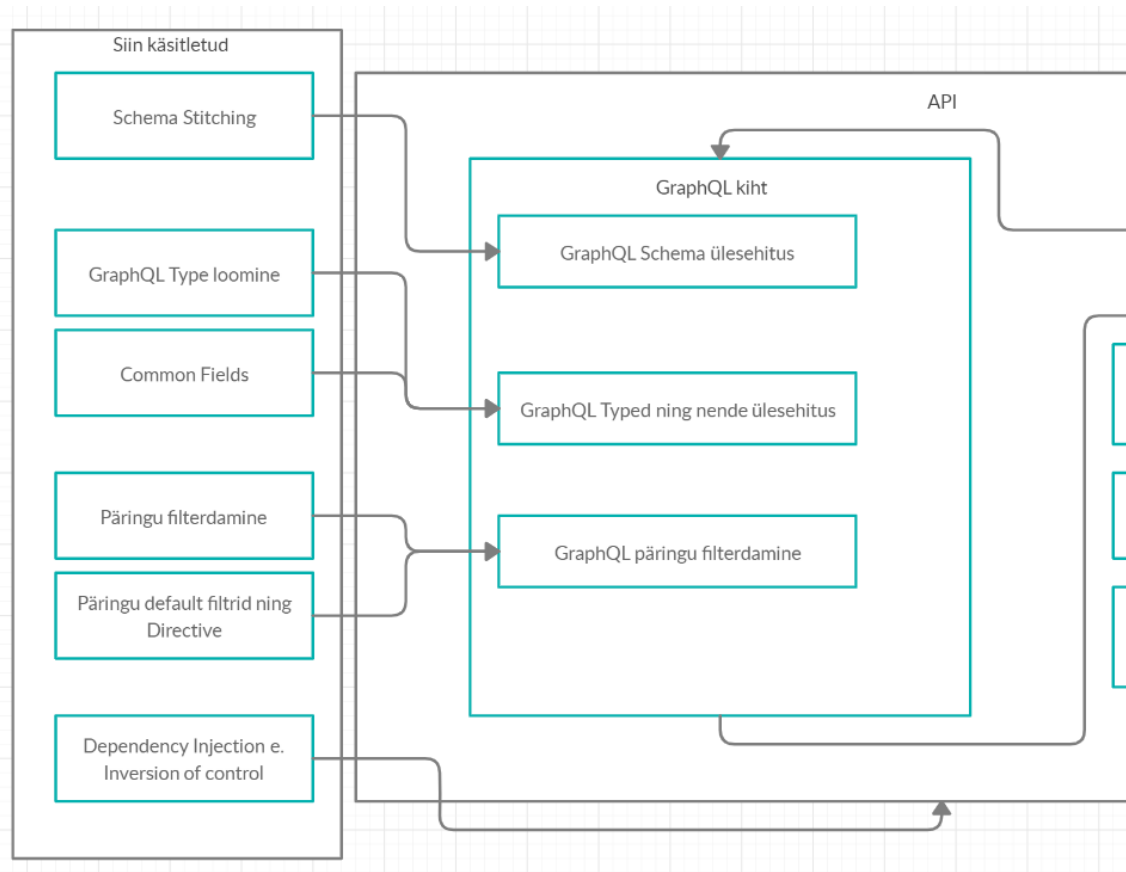 Siin käsitletud
Schema Stitching
GraphQL Type loomine
Common Fields
Päringu filterdamine
Päringu default filtrid ning
Directive
Dependency Injection e.
Inversion of control
API
GraphQL kiht
GraphQL Schema ülesehitus
GraphQL Typed ning nende ülesehitus
GraphQL päringu filterdamine